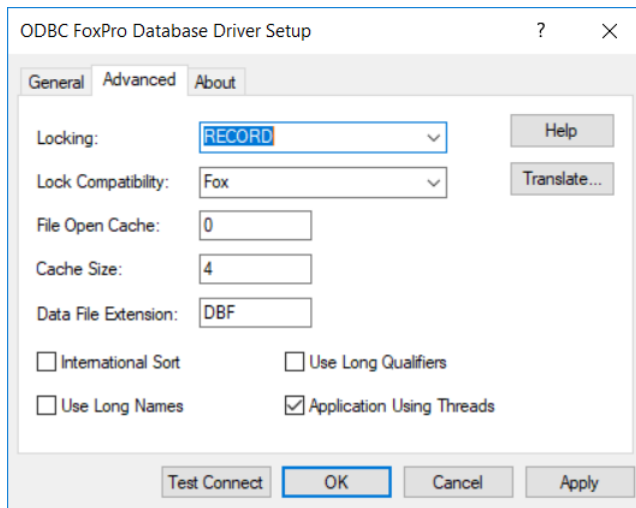 ODBC FoxPro Database Driver Setup ?
General Advanced About
Locking: RECORD Help
Lock Compatibility: Fox Translate...
File Open Cache: 0
Cache Size: 4
Data File Extension: DBF
International Sort Use Long Qualifiers
Use Long Names Application Using Threads
Test Connect OK Cancel Apply